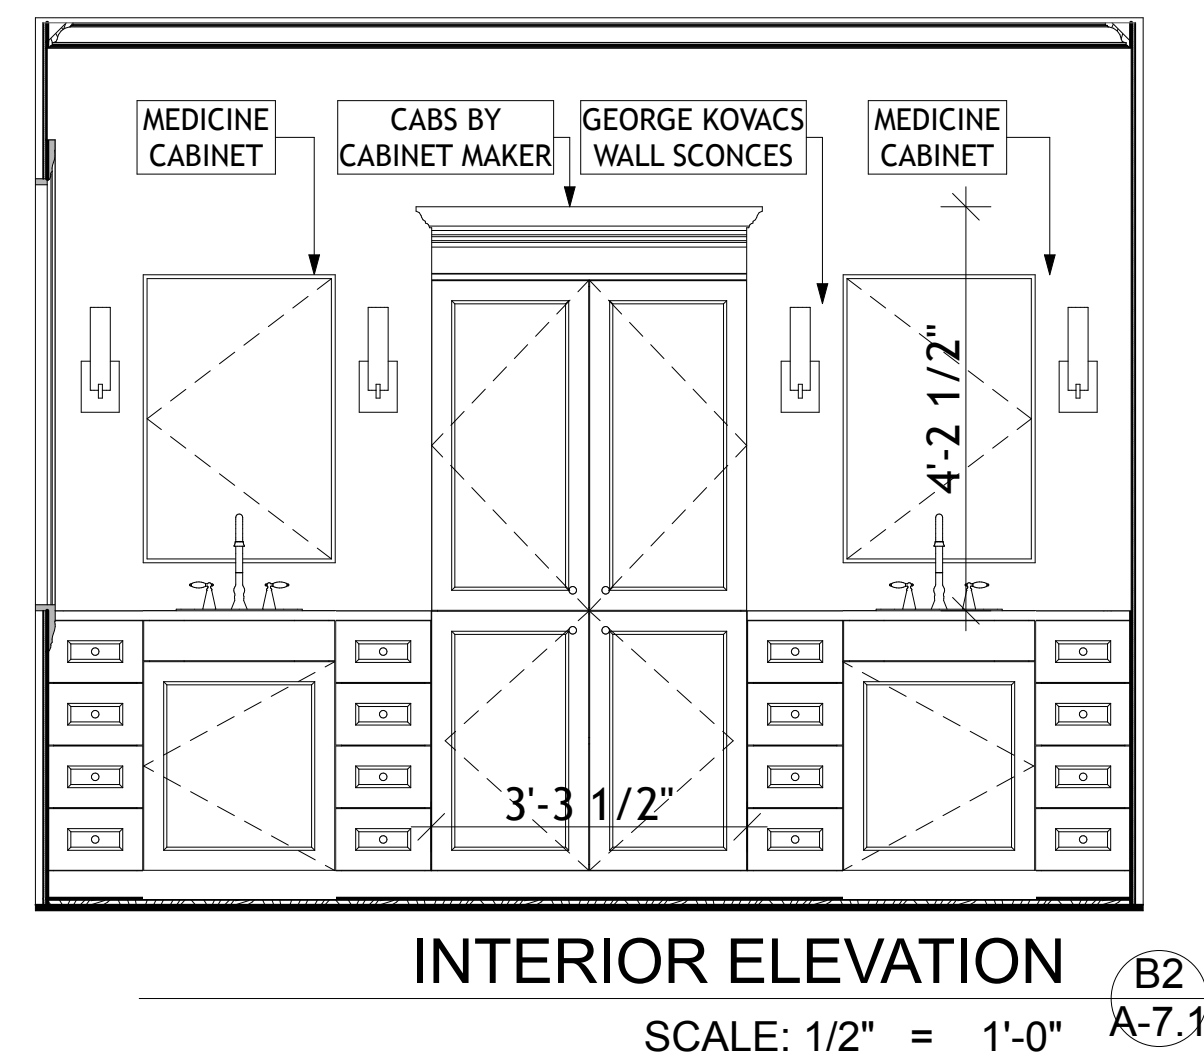 MEDICINE
CABINET
CABS BY
CABINET MAKER
GEORGE KOVACS
WALL SCONCES
MEDICINE
CABINET
4'-2 1/2"
3'-3 1/2"
INTERIOR ELEVATION
B2
A-7.1
SCALE: 1/2" = 1'-0"